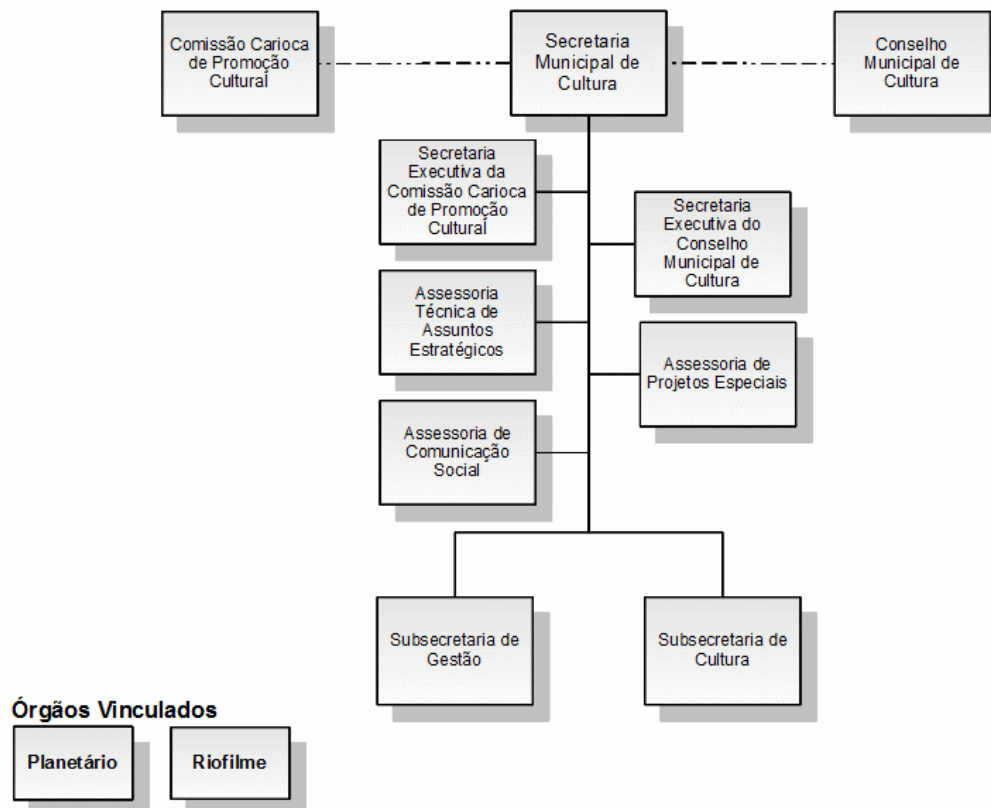 Comissão Carioca
de Promoção
Cultural
Secretaria
Municipal de
Cultura
Conselho
Municipal de
Cultura
Secretaria
Executiva da
Comissão Carioca
de Promoção
Cultural
Secretaria
Executiva do
Conselho
Municipal de
Cultura
Assessoria
Técnica de
Assuntos
Estratégicos
Assessoria de
Projetos Especiais
Assessoria de
Comunicação
Social
Subsecretaria de
Gestão
Subsecretaria de
Cultura
Órgãos Vinculados
Planetário
Riofilme